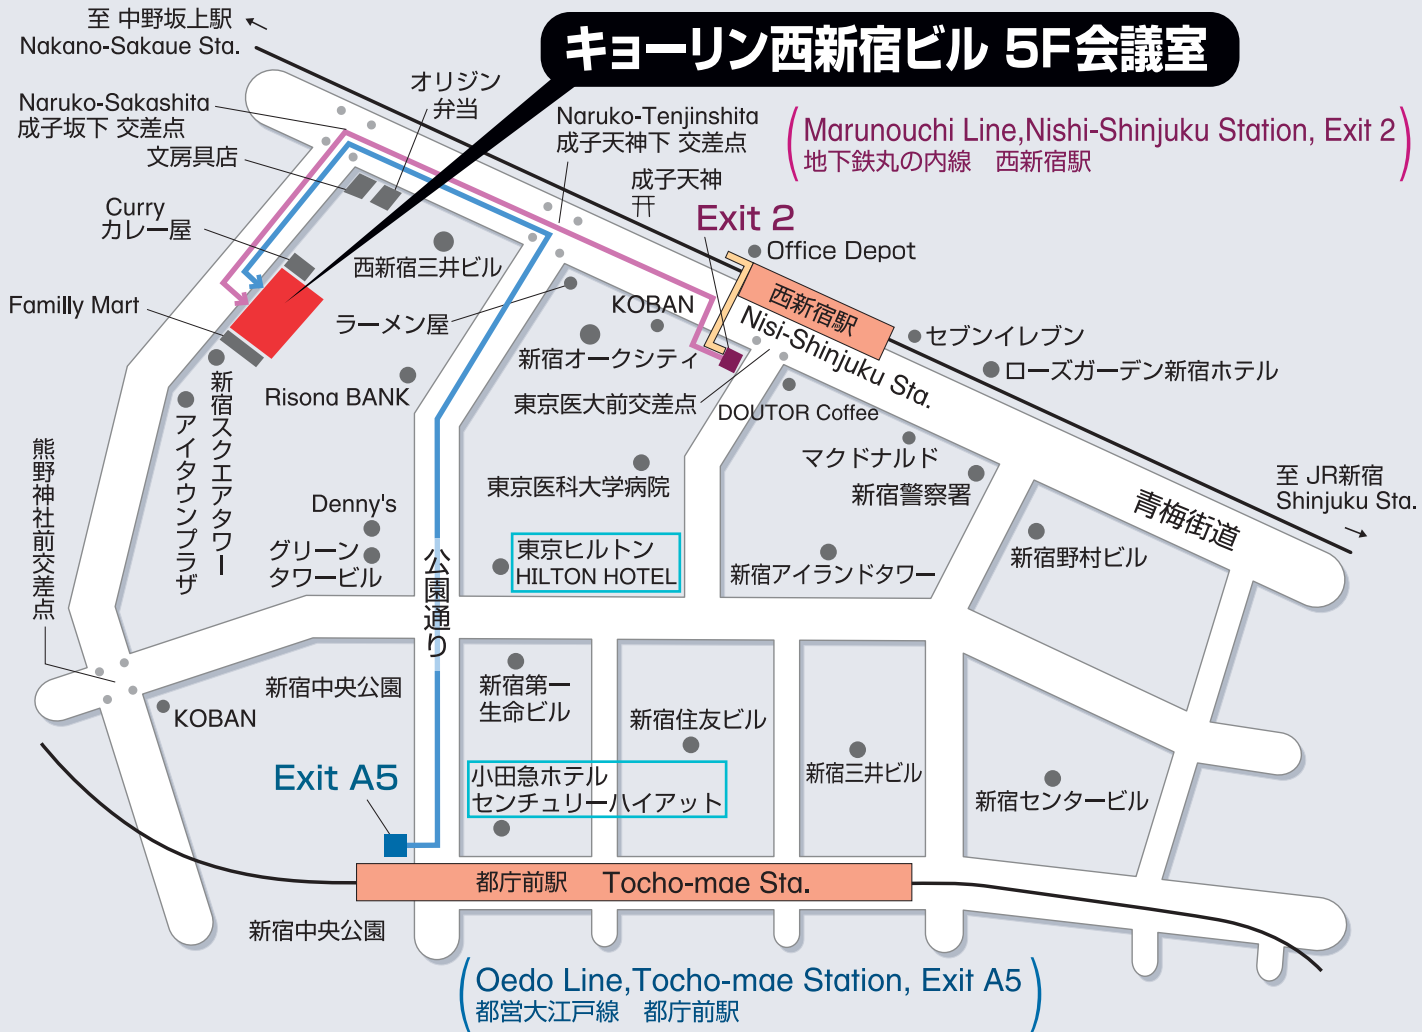 至 中野坂上駅
Nakano-Sakaue Sta.
キョーリン西新宿ビル 5F会議室
オリジン
弁当
Naruko-Sakashita
成子坂下 交差点
文房具店
Naruko-Tenjinshita
成子天神下 交差点
Marunouchi Line,Nishi-Shinjuku Station, Exit 2
地下鉄丸の内線　西新宿駅
成子天神
Exit 2
Curry
カレー屋
Office Depot
西新宿三井ビル
Familly Mart
ラーメン屋
KOBAN
西新宿駅
Nisi-Shinjuku Sta.
セブンイレブン
新宿オークシティ
ローズガーデン新宿ホテル
Risona BANK
新宿スクエアタワー
アイタウンプラザ
東京医大前交差点
DOUTOR Coffee
マクドナルド
新宿警察署
熊野神社前交差点
東京医科大学病院
至 JR新宿
Shinjuku Sta.
青梅街道
Denny's
グリーン
タワービル
公園通り
東京ヒルトン
HILTON HOTEL
新宿アイランドタワー
新宿野村ビル
新宿中央公園
KOBAN
新宿第一
生命ビル
新宿住友ビル
Exit A5
小田急ホテル
センチュリーハイアット
新宿三井ビル
新宿センタービル
都庁前駅 Tocho-mae Sta.
新宿中央公園
Oedo Line,Tocho-mae Station, Exit A5
都営大江戸線　都庁前駅